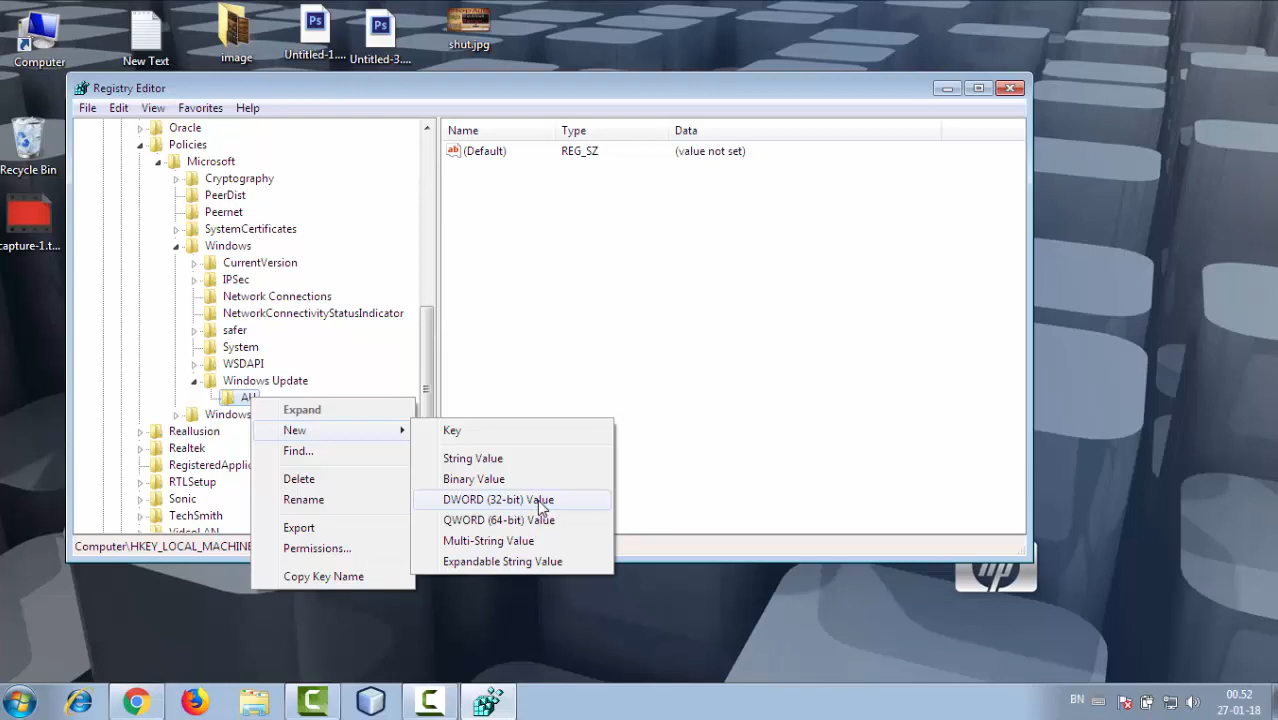 Computer
New Text
image
Untitled-1....
Untitled-3....
shut.jpg
Recycle Bin
capture-1.t...
Registry Editor
File Edit View Favorites Help
Oracle
Policies
Microsoft
Cryptography
PeerDist
Peernet
SystemCertificates
Windows
CurrentVersion
IPSec
Network Connections
NetworkConnectivityStatusIndicator
safer
System
WSDAPI
Windows Update
Windows
Reallusion
Realtek
RegisteredApplic
RTLSetup
Sonic
TechSmith
VideoLAN
Name Type Data
ab (Default) REG_SZ (value not set)
Expand
New
Find...
Delete
Rename
Export
Permissions...
Copy Key Name
Key
String Value
Binary Value
DWORD (32-bit) Value
QWORD (64-bit) Value
Multi-String Value
Expandable String Value
Computer\HKEY_LOCAL_MACHINE
hp
BN
00.52
27-01-18